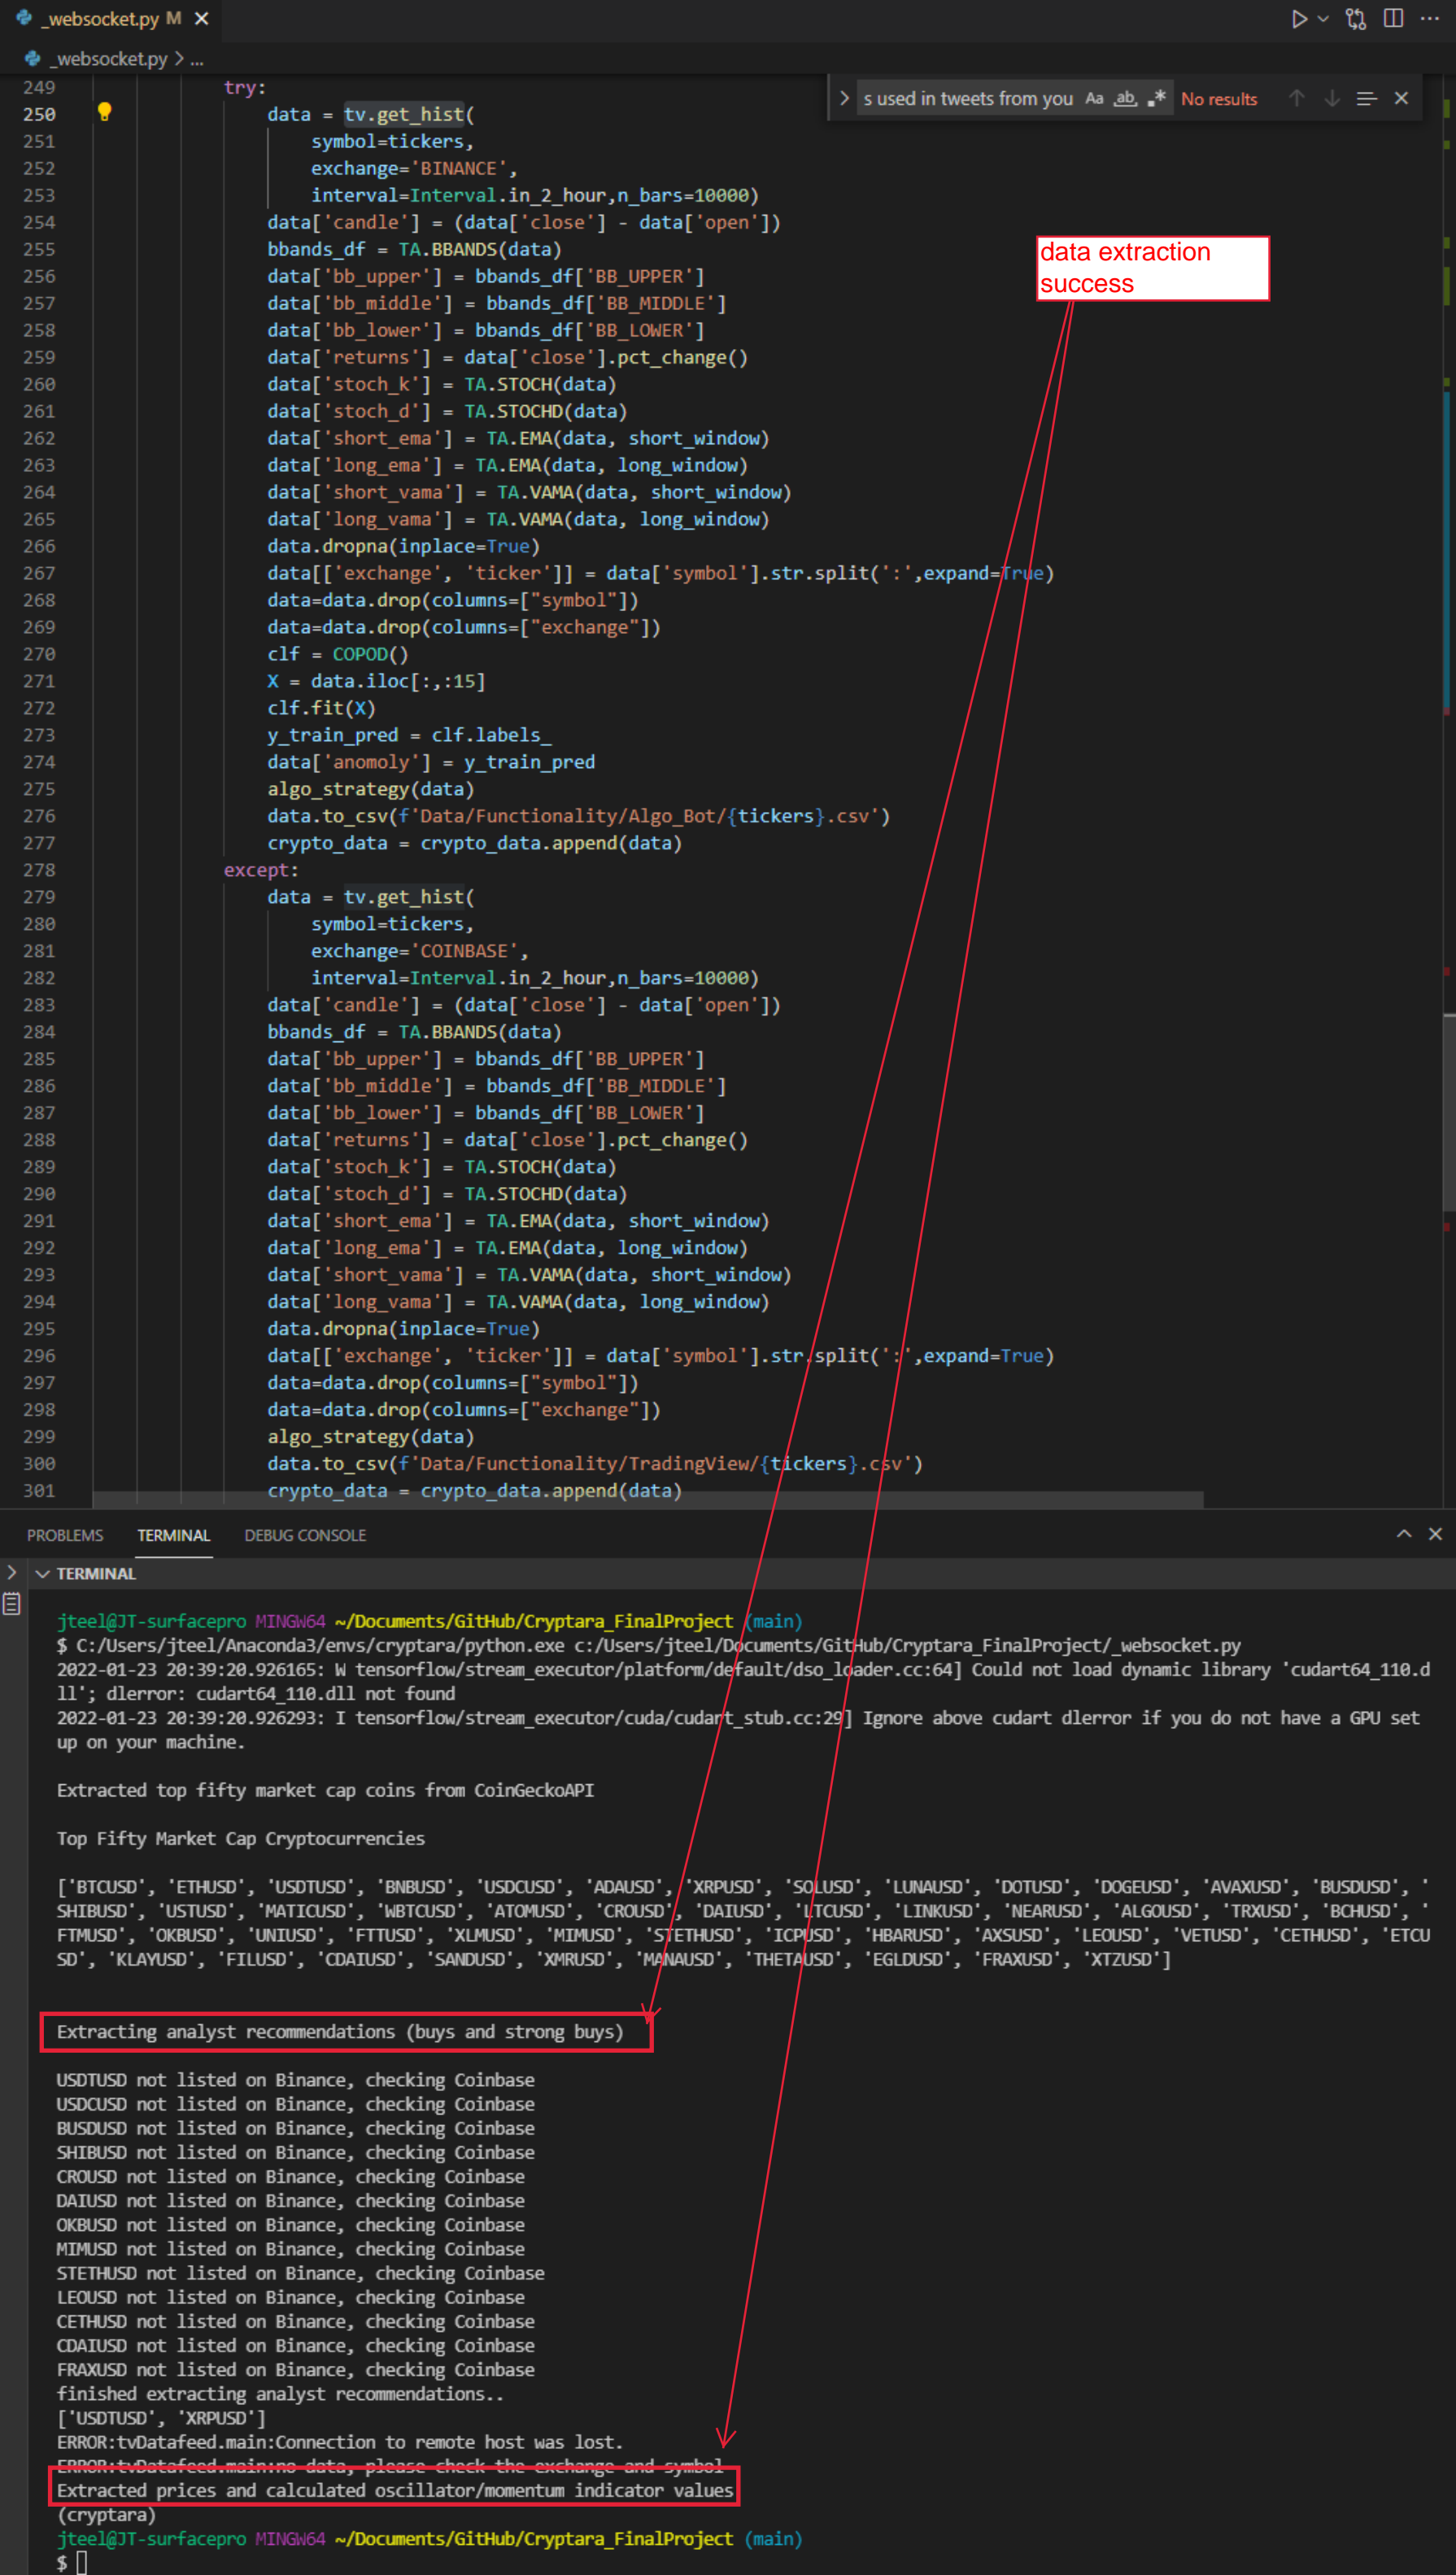 _websocket.py M
_websocket.py > ...
s used in tweets from you Aa ab .* No results
249 try:
250 data = tv.get_hist(
251 symbol=tickers,
252 exchange='BINANCE',
253 interval=Interval.in_2_hour,n_bars=10000)
254 data['candle'] = (data['close'] - data['open'])
255 bbands_df = TA.BBANDS(data)
256 data['bb_upper'] = bbands_df['BB_UPPER']
257 data['bb_middle'] = bbands_df['BB_MIDDLE']
258 data['bb_lower'] = bbands_df['BB_LOWER']
259 data['returns'] = data['close'].pct_change()
260 data['stoch_k'] = TA.STOCH(data)
261 data['stoch_d'] = TA.STOCHD(data)
262 data['short_ema'] = TA.EMA(data, short_window)
263 data['long_ema'] = TA.EMA(data, long_window)
264 data['short_vama'] = TA.VAMA(data, short_window)
265 data['long_vama'] = TA.VAMA(data, long_window)
266 data.dropna(inplace=True)
267 data[['exchange', 'ticker']] = data['symbol'].str.split(':',expand=True)
268 data=data.drop(columns=["symbol"])
269 data=data.drop(columns=["exchange"])
270 clf = COPOD()
271 X = data.iloc[:,:15]
272 clf.fit(X)
273 y_train_pred = clf.labels_
274 data['anomoly'] = y_train_pred
275 algo_strategy(data)
276 data.to_csv(f'Data/Functionality/Algo_Bot/{tickers}.csv')
277 crypto_data = crypto_data.append(data)
278 except:
279 data = tv.get_hist(
280 symbol=tickers,
281 exchange='COINBASE',
282 interval=Interval.in_2_hour,n_bars=10000)
283 data['candle'] = (data['close'] - data['open'])
284 bbands_df = TA.BBANDS(data)
285 data['bb_upper'] = bbands_df['BB_UPPER']
286 data['bb_middle'] = bbands_df['BB_MIDDLE']
287 data['bb_lower'] = bbands_df['BB_LOWER']
288 data['returns'] = data['close'].pct_change()
289 data['stoch_k'] = TA.STOCH(data)
290 data['stoch_d'] = TA.STOCHD(data)
291 data['short_ema'] = TA.EMA(data, short_window)
292 data['long_ema'] = TA.EMA(data, long_window)
293 data['short_vama'] = TA.VAMA(data, short_window)
294 data['long_vama'] = TA.VAMA(data, long_window)
295 data.dropna(inplace=True)
296 data[['exchange', 'ticker']] = data['symbol'].str.split(':',expand=True)
297 data=data.drop(columns=["symbol"])
298 data=data.drop(columns=["exchange"])
299 algo_strategy(data)
300 data.to_csv(f'Data/Functionality/TradingView/{tickers}.csv')
301 crypto_data = crypto_data.append(data)
data extraction
success
PROBLEMS TERMINAL DEBUG CONSOLE
TERMINAL
jteel@JT-surfacepro MINGW64 ~/Documents/GitHub/Cryptara_FinalProject (main)
$ C:/Users/jteel/Anaconda3/envs/cryptara/python.exe c:/Users/jteel/Documents/GitHub/Cryptara_FinalProject/_websocket.py
2022-01-23 20:39:20.926165: W tensorflow/stream_executor/platform/default/dso_loader.cc:64] Could not load dynamic library 'cudart64_110.d
ll'; dlerror: cudart64_110.dll not found
2022-01-23 20:39:20.926293: I tensorflow/stream_executor/cuda/cudart_stub.cc:29] Ignore above cudart dlerror if you do not have a GPU set
up on your machine.
Extracted top fifty market cap coins from CoinGeckoAPI
Top Fifty Market Cap Cryptocurrencies
['BTCUSD', 'ETHUSD', 'USDTUSD', 'BNBUSD', 'USDCUSD', 'ADAUSD', 'XRPUSD', 'SOLUSD', 'LUNAUSD', 'DOTUSD', 'DOGEUSD', 'AVAXUSD', 'BUSDUSD', '
SHIBUSD', 'USTUSD', 'MATICUSD', 'WBTCUSD', 'ATOMUSD', 'CROUSD', 'DAIUSD', 'LTCUSD', 'LINKUSD', 'NEARUSD', 'ALGOUSD', 'TRXUSD', 'BCHUSD', '
FTMUSD', 'OKBUSD', 'UNIUSD', 'FTTUSD', 'XLMUSD', 'MIMUSD', 'STETHUSD', 'ICPUSD', 'HBARUSD', 'AXSUSD', 'LEOUSD', 'VETUSD', 'CETHUSD', 'ETCU
SD', 'KLAYUSD', 'FILUSD', 'CDAIUSD', 'SANDUSD', 'XMRUSD', 'MANAUSD', 'THETAUSD', 'EGLDUSD', 'FRAXUSD', 'XTZUSD']
Extracting analyst recommendations (buys and strong buys)
USDTUSD not listed on Binance, checking Coinbase
USDCUSD not listed on Binance, checking Coinbase
BUSDUSD not listed on Binance, checking Coinbase
SHIBUSD not listed on Binance, checking Coinbase
CROUSD not listed on Binance, checking Coinbase
DAIUSD not listed on Binance, checking Coinbase
OKBUSD not listed on Binance, checking Coinbase
MIMUSD not listed on Binance, checking Coinbase
STETHUSD not listed on Binance, checking Coinbase
LEOUSD not listed on Binance, checking Coinbase
CETHUSD not listed on Binance, checking Coinbase
CDAIUSD not listed on Binance, checking Coinbase
FRAXUSD not listed on Binance, checking Coinbase
finished extracting analyst recommendations..
['USDTUSD', 'XRPUSD']
ERROR:tvDatafeed.main:Connection to remote host was lost.
ERROR:tvDatafeed.main:no data, please check the exchange and symbol
Extracted prices and calculated oscillator/momentum indicator values
(cryptara)
jteel@JT-surfacepro MINGW64 ~/Documents/GitHub/Cryptara_FinalProject (main)
$